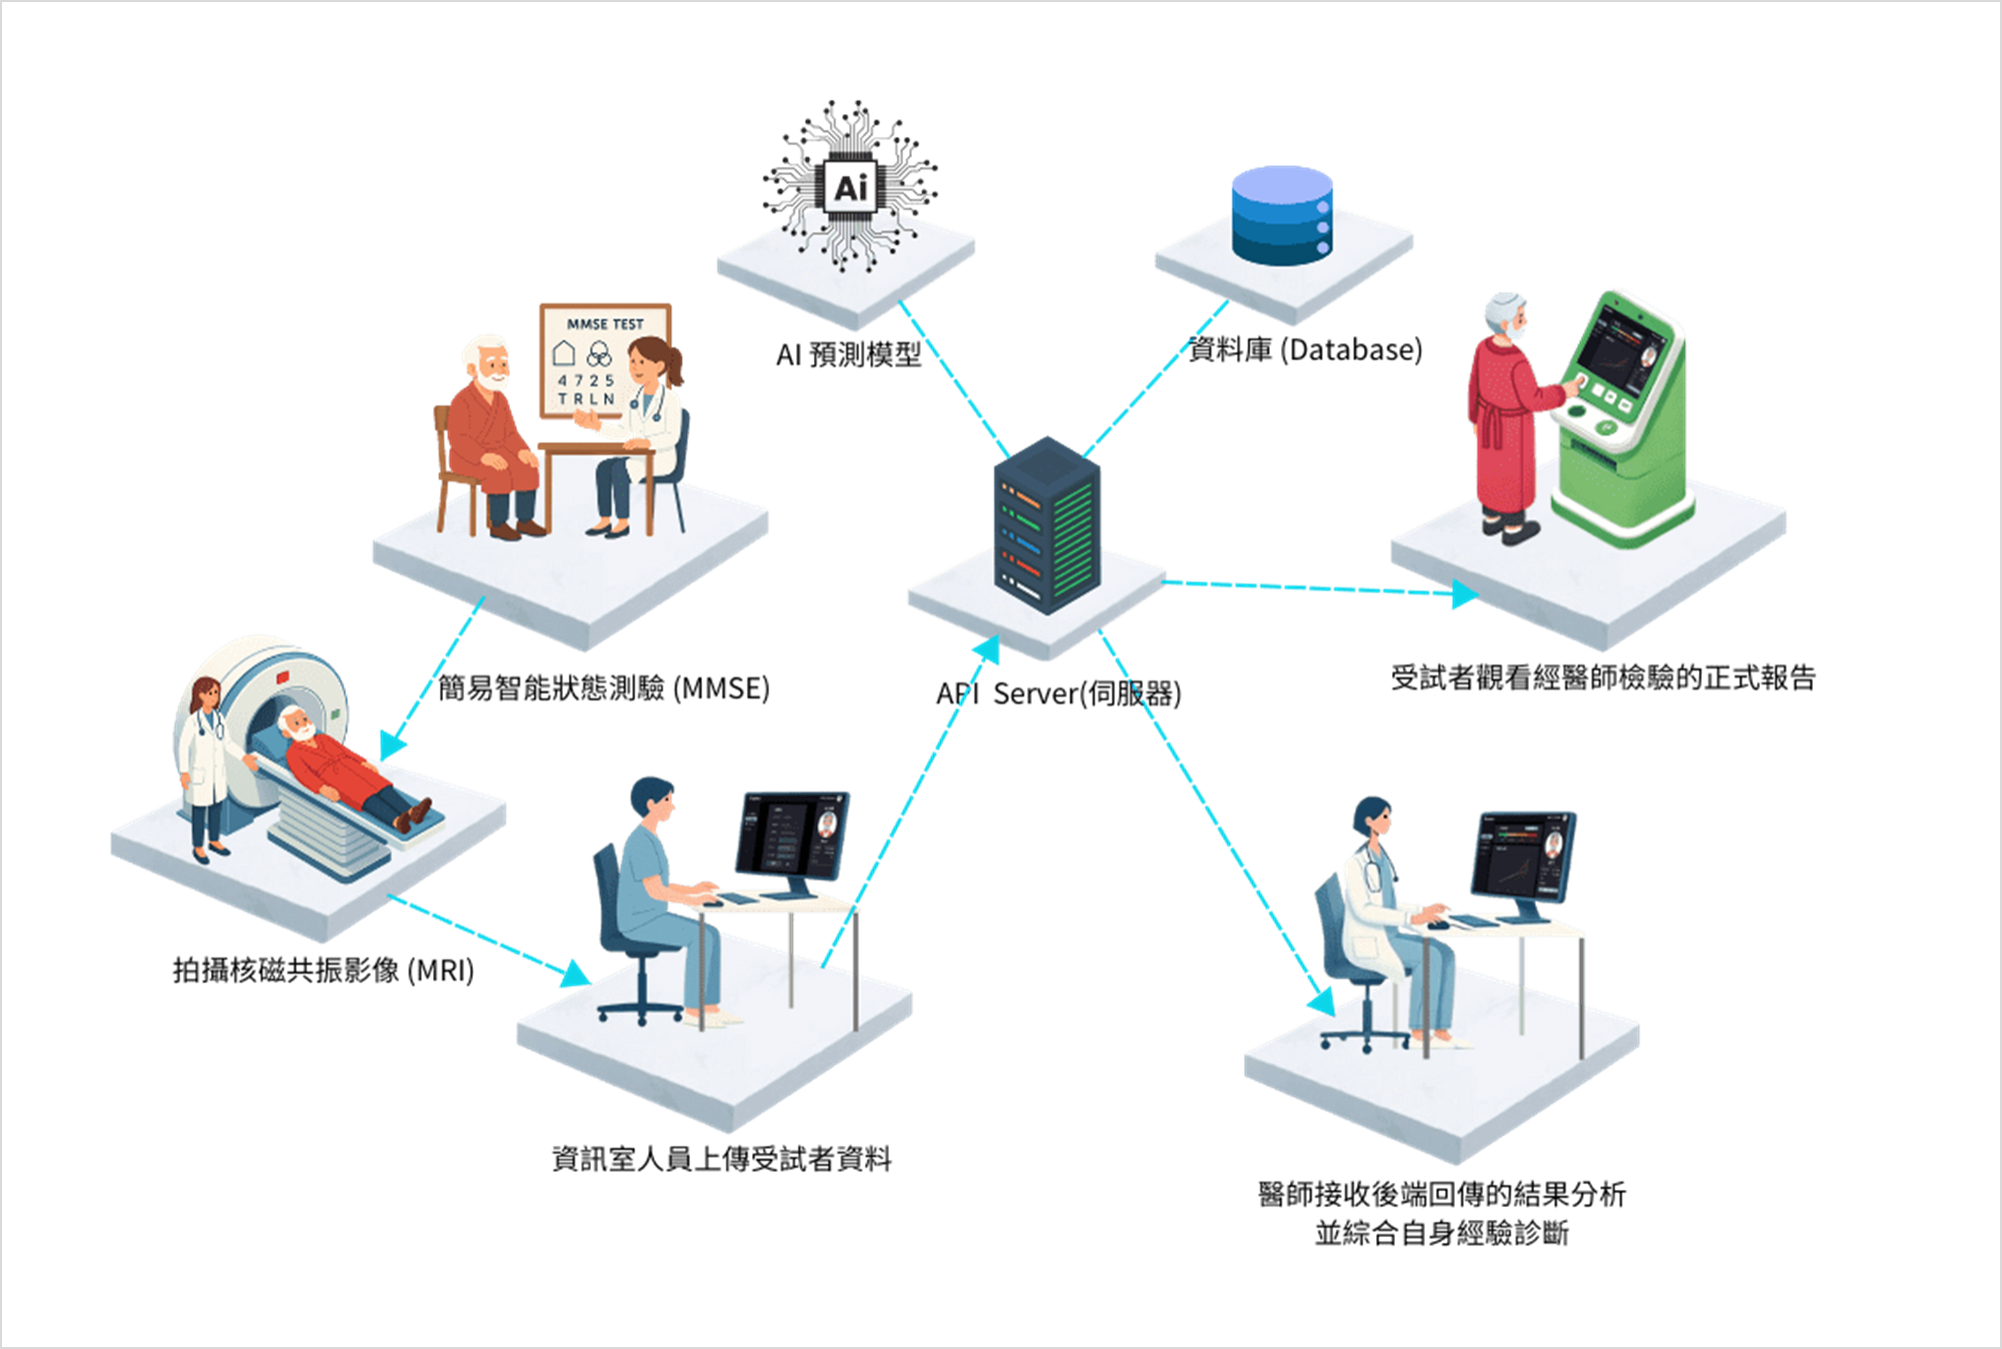 Ai
AI 預測模型
資料庫 (Database)
MMSE TEST
4 7 2 5
T R L N
簡易智能狀態測驗 (MMSE)
API Server(伺服器)
受試者觀看經醫師檢驗的正式報告
拍攝核磁共振影像 (MRI)
資訊室人員上傳受試者資料
醫師接收後端回傳的結果分析
並綜合自身經驗診斷